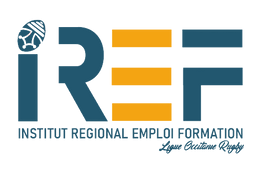 iREF
INSTITUT REGIONAL EMPLOI FORMATION
Ligue Occitanie Rugby